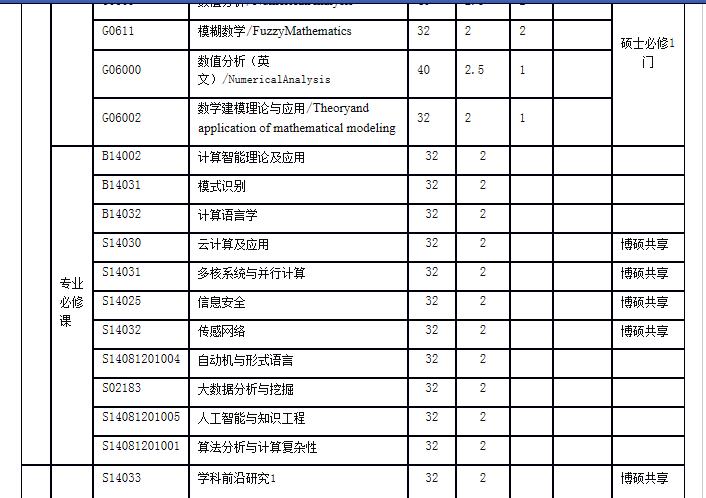 G0611 模糊数学/FuzzyMathematics 32 2 2
硕士必修1
门
G06000 数值分析（英
文）/NumericalAnalysis 40 2.5 1
G06002 数学建模理论与应用/Theoryand
application of mathematical modeling 32 2 1
专业
必修
课
B14002 计算智能理论及应用 32 2
B14031 模式识别 32 2
B14032 计算语言学 32 2
S14030 云计算及应用 32 2 博硕共享
S14031 多核系统与并行计算 32 2 博硕共享
S14025 信息安全 32 2 博硕共享
S14032 传感网络 32 2 博硕共享
S14081201004 自动机与形式语言 32 2
S02183 大数据分析与挖掘 32 2
S14081201005 人工智能与知识工程 32 2
S14081201001 算法分析与计算复杂性 32 2
S14033 学科前沿研究1 32 2 博硕共享